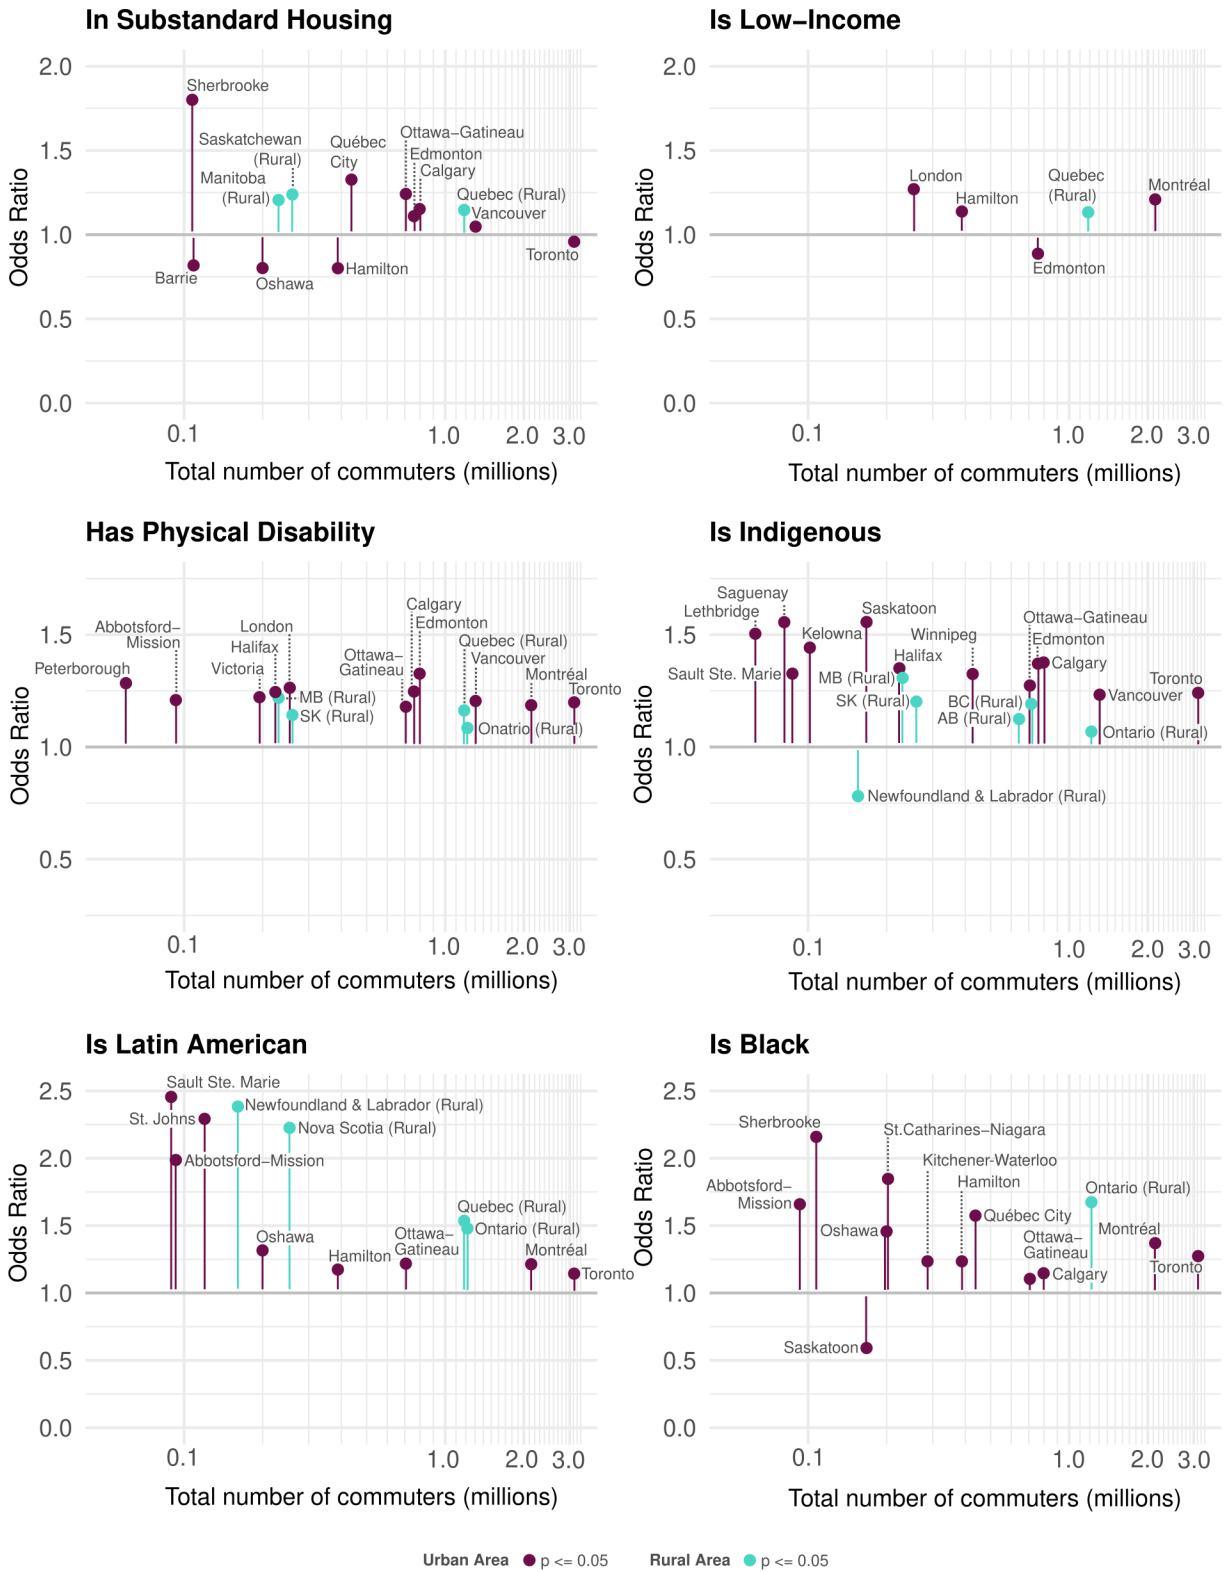 In Substandard Housing
Is Low−Income
2.0
1.5
1.0
0.5
0.0
Odds Ratio
Sherbrooke
Saskatchewan
(Rural)
Manitoba
(Rural)
Québec
City
Ottawa−Gatineau
Edmonton
Calgary
Quebec (Rural)
Vancouver
Toronto
Barrie
Oshawa
Hamilton
0.1
1.0
2.0
3.0
Total number of commuters (millions)
2.0
1.5
1.0
0.5
0.0
Odds Ratio
London
Hamilton
Quebec
(Rural)
Montréal
Edmonton
0.1
1.0
2.0
3.0
Total number of commuters (millions)
Has Physical Disability
Is Indigenous
1.5
1.0
0.5
Odds Ratio
Peterborough
Abbotsford−
Mission
Victoria
Halifax
London
MB (Rural)
SK (Rural)
Ottawa−
Gatineau
Calgary
Edmonton
Quebec (Rural)
Vancouver
Onatrio (Rural)
Montréal
Toronto
0.1
1.0
2.0
3.0
Total number of commuters (millions)
1.5
1.0
0.5
Odds Ratio
Saguenay
Lethbridge
Kelowna
Sault Ste. Marie
Saskatoon
Halifax
MB (Rural)
SK (Rural)
Winnipeg
BC (Rural)
AB (Rural)
Ottawa−Gatineau
Edmonton
Calgary
Vancouver
Toronto
Ontario (Rural)
Newfoundland & Labrador (Rural)
0.1
1.0
2.0
3.0
Total number of commuters (millions)
Is Latin American
Is Black
2.5
2.0
1.5
1.0
0.5
0.0
Odds Ratio
Sault Ste. Marie
St. Johns
Newfoundland & Labrador (Rural)
Nova Scotia (Rural)
Abbotsford−Mission
Oshawa
Hamilton
Ottawa−
Gatineau
Quebec (Rural)
Ontario (Rural)
Montréal
Toronto
0.1
1.0
2.0
3.0
Total number of commuters (millions)
2.5
2.0
1.5
1.0
0.5
0.0
Odds Ratio
Sherbrooke
Abbotsford−
Mission
St.Catharines−Niagara
Kitchener-Waterloo
Hamilton
Oshawa
Québec City
Ottawa−
Gatineau
Calgary
Ontario (Rural)
Montréal
Toronto
Saskatoon
0.1
1.0
2.0
3.0
Total number of commuters (millions)
Urban Area p <= 0.05 Rural Area p <= 0.05